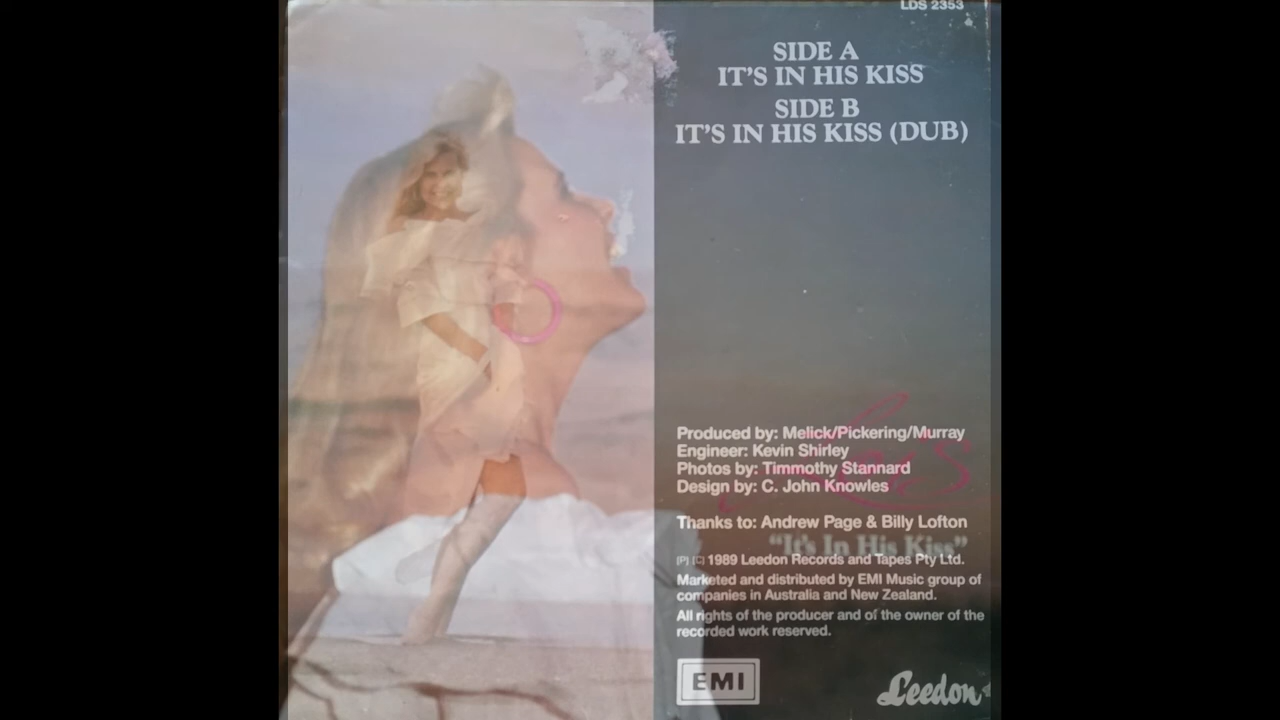 LDS 2353
SIDE A
IT'S IN HIS KISS
SIDE B
IT'S IN HIS KISS (DUB)
Produced by: Melick/Pickering/Murray
Engineer: Kevin Shirley
Photos by: Timmothy Stannard
Design by: C. John Knowles
Thanks to: Andrew Page & Billy Lofton
"It's In His Kiss"
[P] [C] 1989 Leedon Records and Tapes Pty Ltd.
Marketed and distributed by EMI Music group of
companies in Australia and New Zealand.
All rights of the producer and of the owner of the
recorded work reserved.
EMI
Leedon